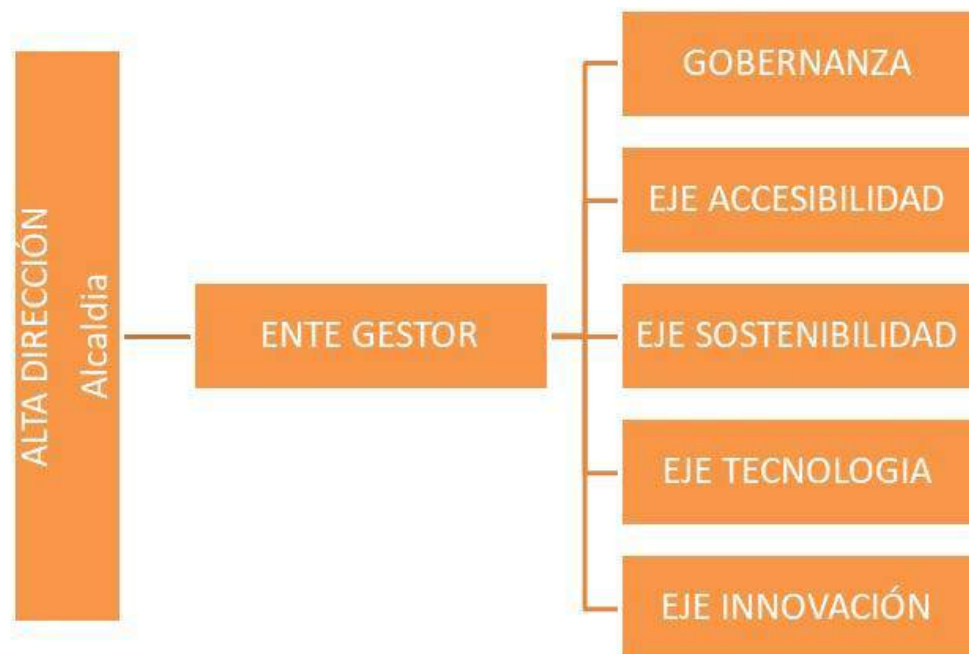 ALTA DIRECCIÓN
Alcaldia
ENTE GESTOR
GOBERNANZA
EJE ACCESIBILIDAD
EJE SOSTENIBILIDAD
EJE TECNOLOGIA
EJE INNOVACIÓN